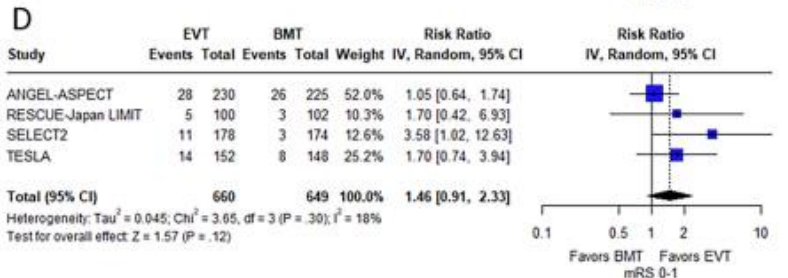 D
EVT BMT Risk Ratio Risk Ratio
Study Events Total Events Total Weight IV, Random, 95% CI IV, Random, 95% CI
ANGEL-ASPECT 28 230 26 225 52.0% 1.05 [0.64, 1.74]
RESCUE-Japan LIMIT 5 100 3 102 10.3% 1.70 [0.42, 6.93]
SELECT2 11 178 3 174 12.6% 3.58 [1.02, 12.63]
TESLA 14 152 8 148 25.2% 1.70 [0.74, 3.94]
Total (95% CI) 660 649 100.0% 1.46 [0.91, 2.33]
Heterogeneity: Tau² = 0.045; Chi² = 3.65, df = 3 (P = .30); I² = 18%
Test for overall effect: Z = 1.57 (P = .12)
0.1 0.5 1 2 10
Favors BMT Favors EVT
mRS 0-1